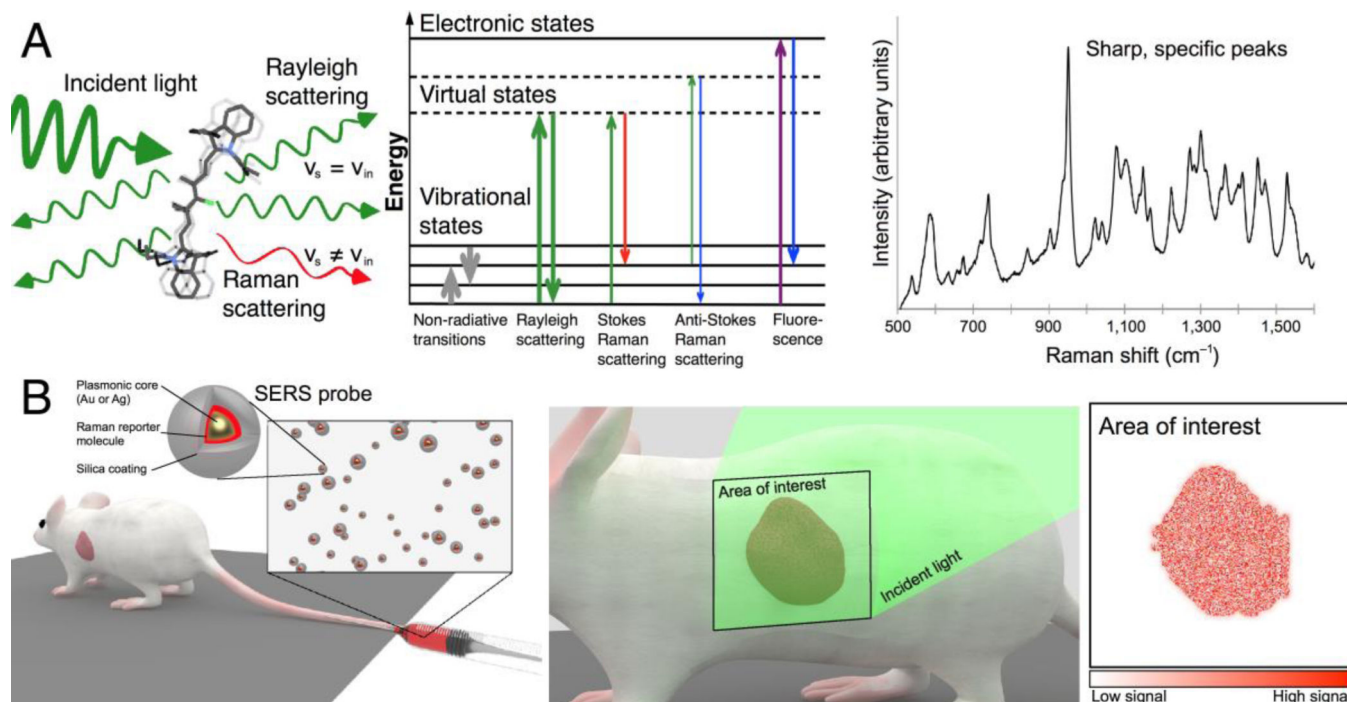 A
Incident light
Rayleigh
scattering
νs = νin
νs ≠ νin
Raman
scattering
Energy
Electronic states
Virtual states
Vibrational
states
Non-radiative
transitions
Rayleigh
scattering
Stokes
Raman
scattering
Anti-Stokes
Raman
scattering
Fluore-
scence
Sharp, specific peaks
Intensity (arbitrary units)
500
700
900
1,100
1,300
1,500
Raman shift (cm⁻¹)
B
Plasmonic core
(Au or Ag)
Raman reporter
molecule
Silica coating
SERS probe
Area of interest
Incident light
Area of interest
Low signal
High signal